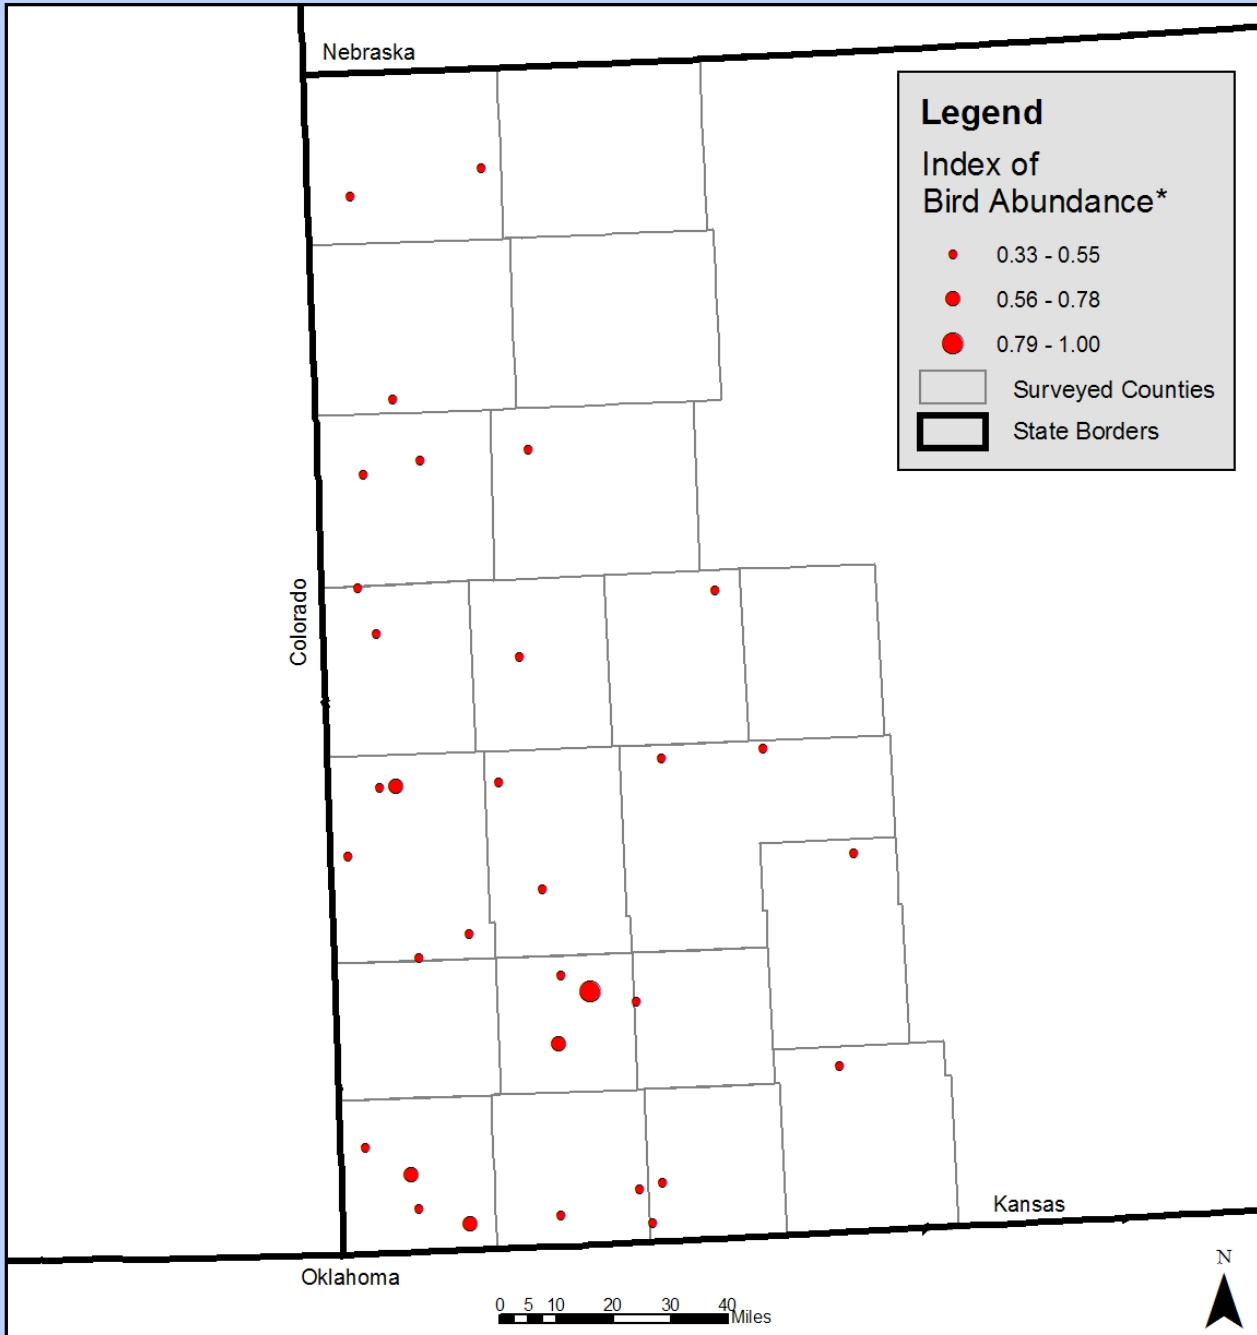 Nebraska
Legend
Index of
Bird Abundance*
0.33 - 0.55
0.56 - 0.78
0.79 - 1.00
Surveyed Counties
State Borders
Colorado
Kansas
Oklahoma
N
0 5 10 20 30 40
Miles